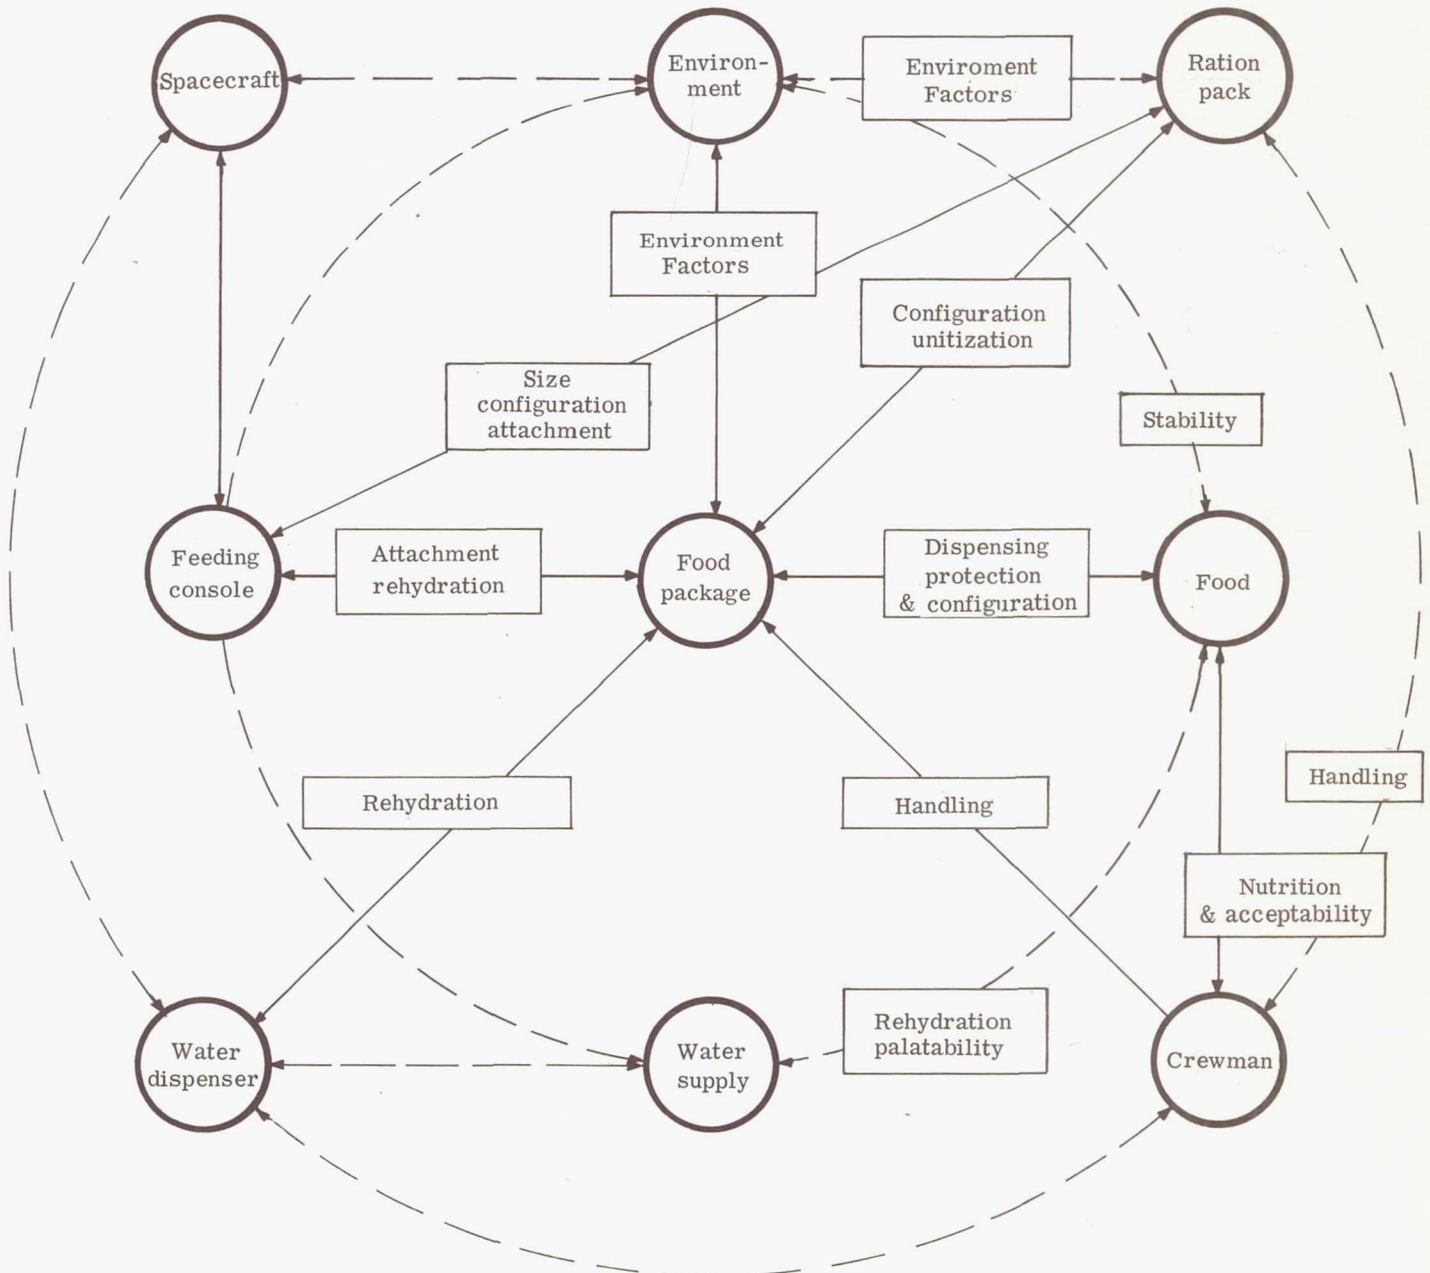 Spacecraft
Environ-
ment
Enviroment
Factors
Ration
pack
Environment
Factors
Configuration
unitization
Size
configuration
attachment
Stability
Feeding
console
Attachment
rehydration
Food
package
Dispensing
protection
& configuration
Food
Rehydration
Handling
Handling
Nutrition
& acceptability
Water
dispenser
Water
supply
Rehydration
palatability
Crewman